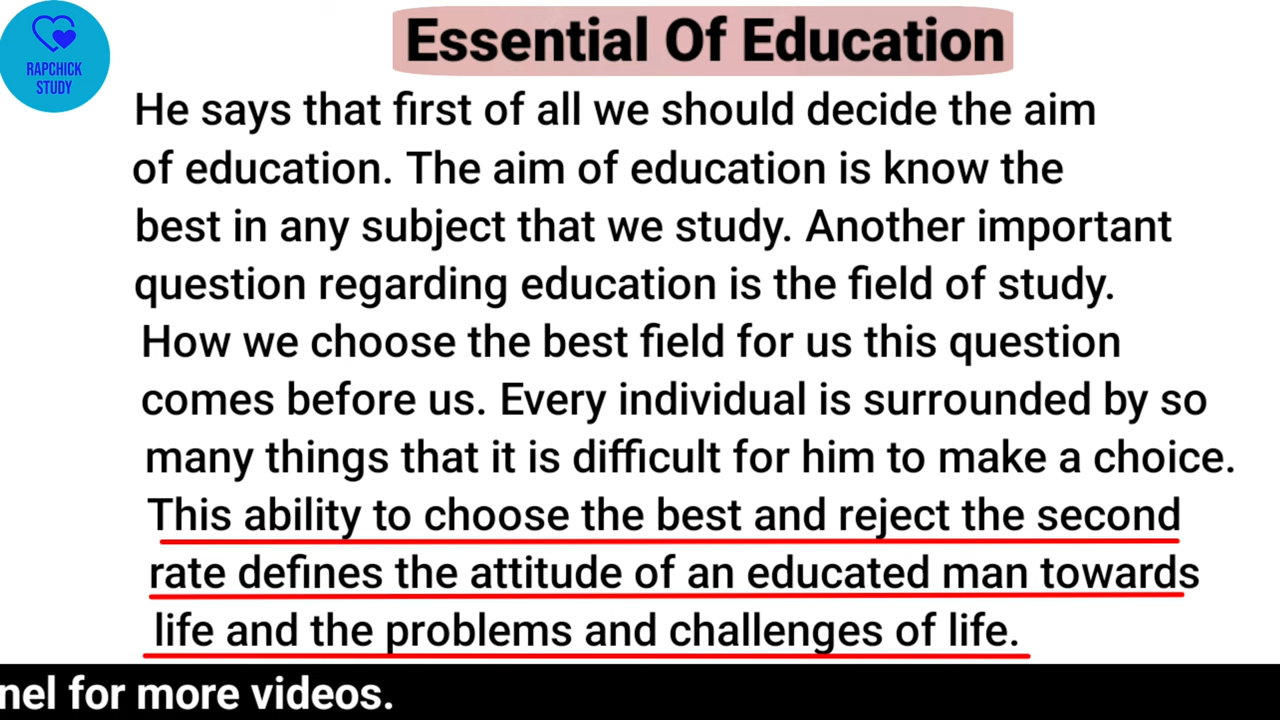 RAPCHICK
STUDY
Essential Of Education
He says that first of all we should decide the aim
of education. The aim of education is know the
best in any subject that we study. Another important
question regarding education is the field of study.
How we choose the best field for us this question
comes before us. Every individual is surrounded by so
many things that it is difficult for him to make a choice.
This ability to choose the best and reject the second
rate defines the attitude of an educated man towards
life and the problems and challenges of life.
nel for more videos.